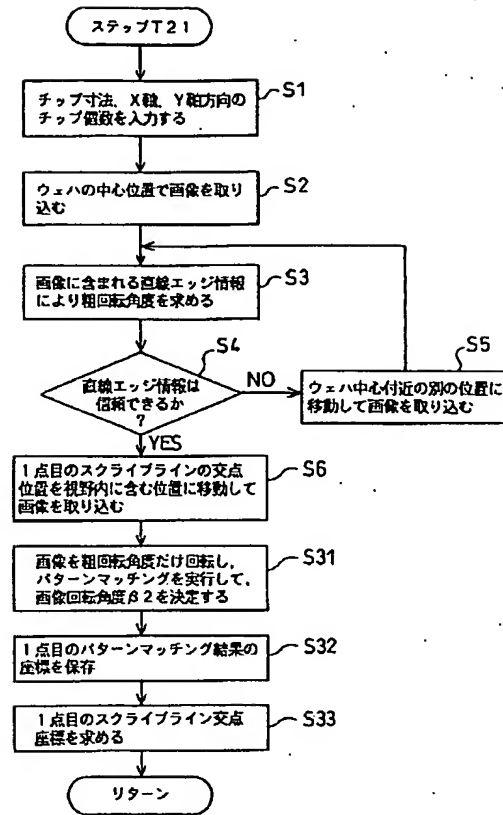 ステップT21
チップ寸法、X軸、Y軸方向の
チップ個数を入力する
S1
ウェハの中心位置で画像を取り
込む
S2
画像に含まれる直線エッジ情報
により粗回転角度を求める
S3
直線エッジ情報は
信頼できるか
?
S4
NO
YES
ウェハ中心付近の別の位置に
移動して画像を取り込む
S5
1点目のスクライブラインの交点
位置を視野内に含む位置に移動して
画像を取り込む
S6
画像を粗回転角度だけ回転し,
パターンマッチングを実行して,
画像回転角度β2を決定する
S31
1点目のパターンマッチング結果の
座標を保存
S32
1点目のスクライブライン交点
座標を求める
S33
リターン